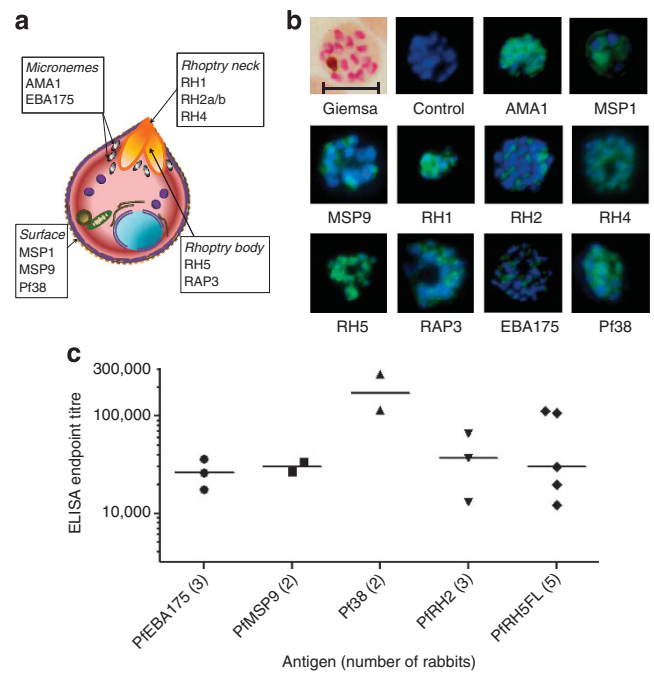 a
Micronemes
AMA1
EBA175
Rhoptry neck
RH1
RH2a/b
RH4
Surface
MSP1
MSP9
Pf38
Rhoptry body
RH5
RAP3
b
Giemsa Control AMA1 MSP1
MSP9 RH1 RH2 RH4
RH5 RAP3 EBA175 Pf38
c
ELISA endpoint titre
300,000
100,000
10,000
PfEBA175 (3)
PfMSP9 (2)
Pf38 (2)
PfRH2 (3)
PfRH5FL (5)
Antigen (number of rabbits)